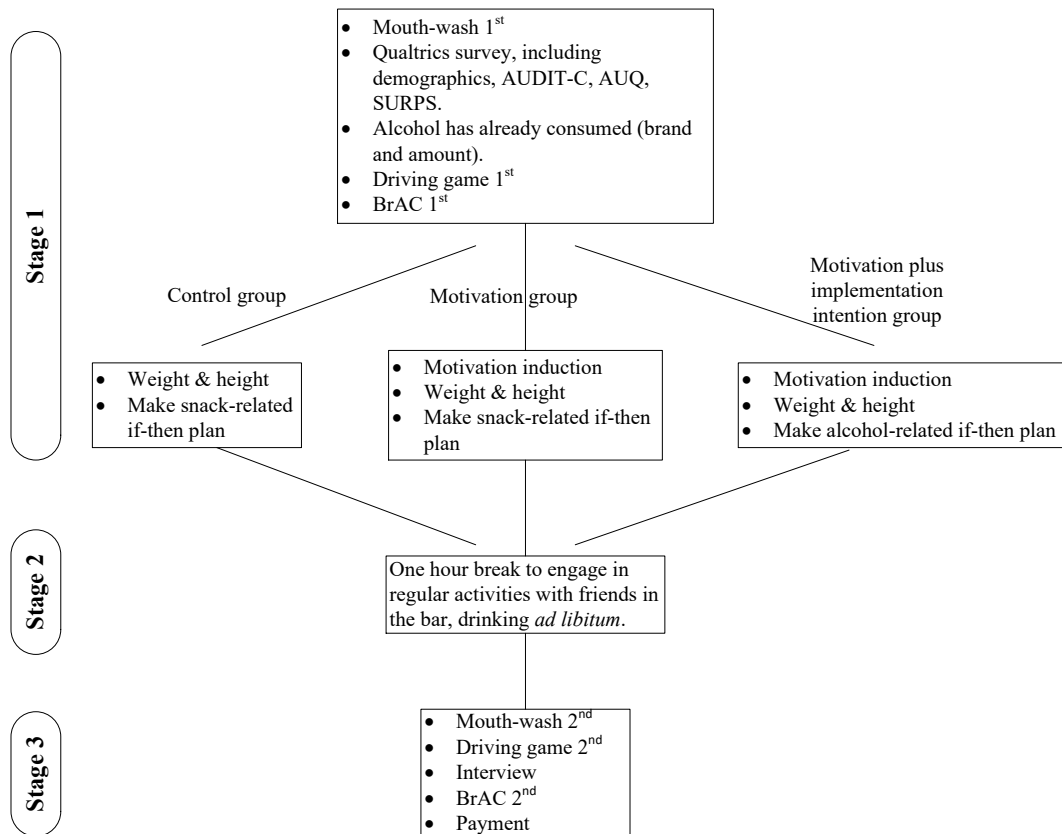 Stage 1
• Mouth-wash 1st
• Qualtrics survey, including
demographics, AUDIT-C, AUQ,
SURPS.
• Alcohol has already consumed (brand
and amount).
• Driving game 1st
• BrAC 1st
Control group
Motivation group
Motivation plus
implementation
intention group
• Weight & height
• Make snack-related
if-then plan
• Motivation induction
• Weight & height
• Make snack-related if-then
plan
• Motivation induction
• Weight & height
• Make alcohol-related if-then plan
Stage 2
One hour break to engage in
regular activities with friends in
the bar, drinking ad libitum.
Stage 3
• Mouth-wash 2nd
• Driving game 2nd
• Interview
• BrAC 2nd
• Payment